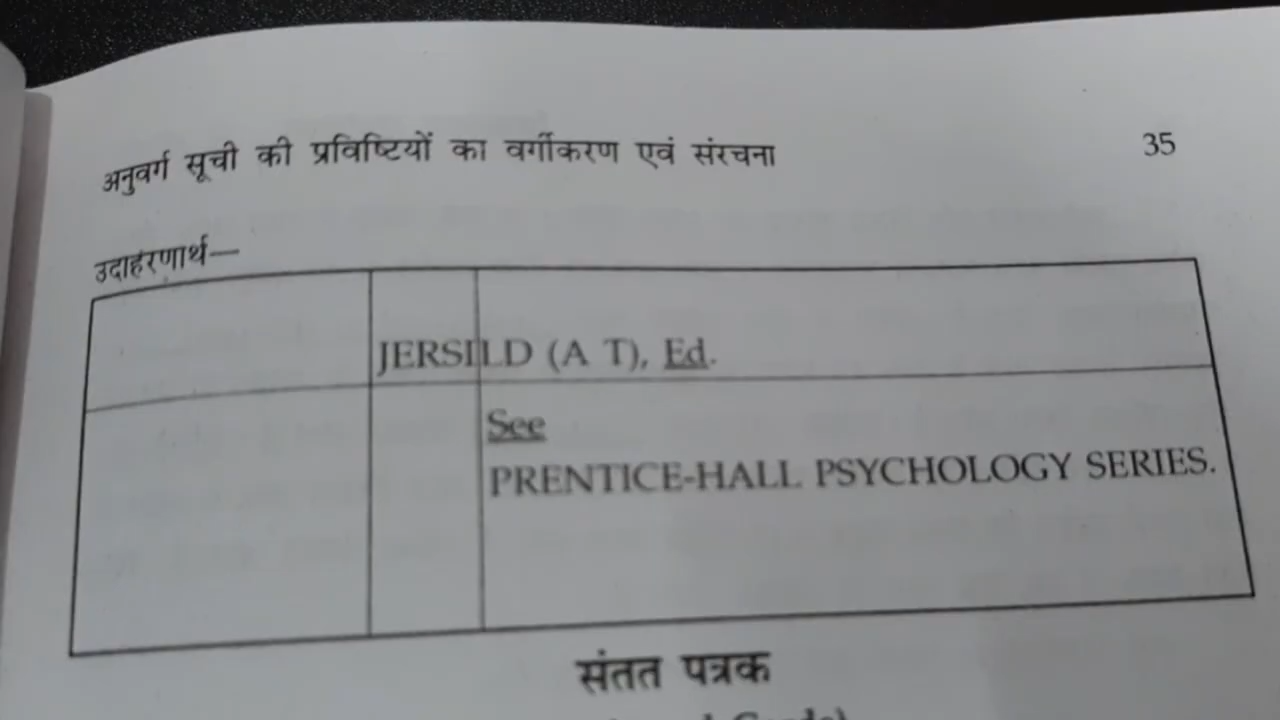 अनुवर्ग सूची की प्रविष्टियों का वर्गीकरण एवं संरचना 35
उदाहरणार्थ—
JERSILD (A T), Ed.
See
PRENTICE-HALL PSYCHOLOGY SERIES.
संतत पत्रक